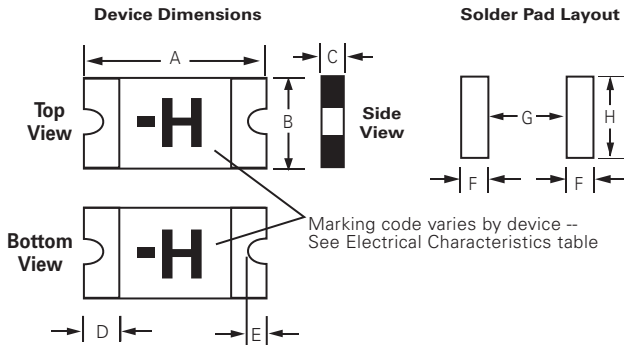 Device Dimensions
Solder Pad Layout
A
C
Top
View
-H
B
Side
View
G
H
F
F
Marking code varies by device --
See Electrical Characteristics table
Bottom
View
-H
D
E